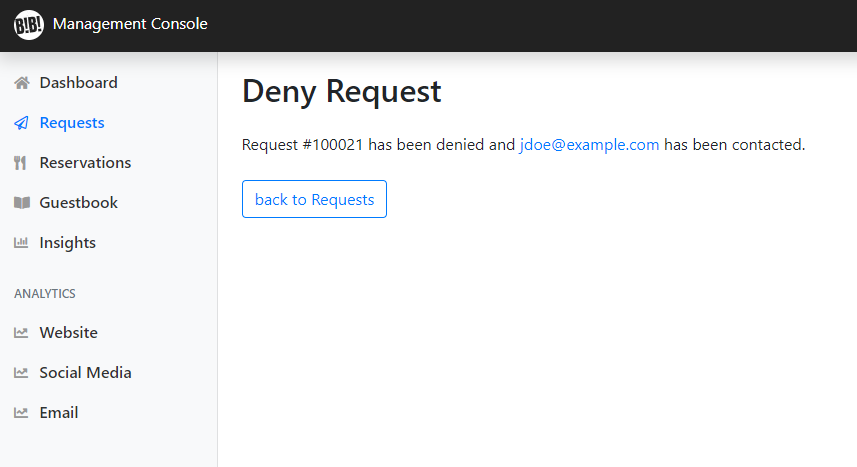 B!B! Management Console
Dashboard
Requests
Reservations
Guestbook
Insights
ANALYTICS
Website
Social Media
Email
Deny Request
Request #100021 has been denied and jdoe@example.com has been contacted.
back to Requests